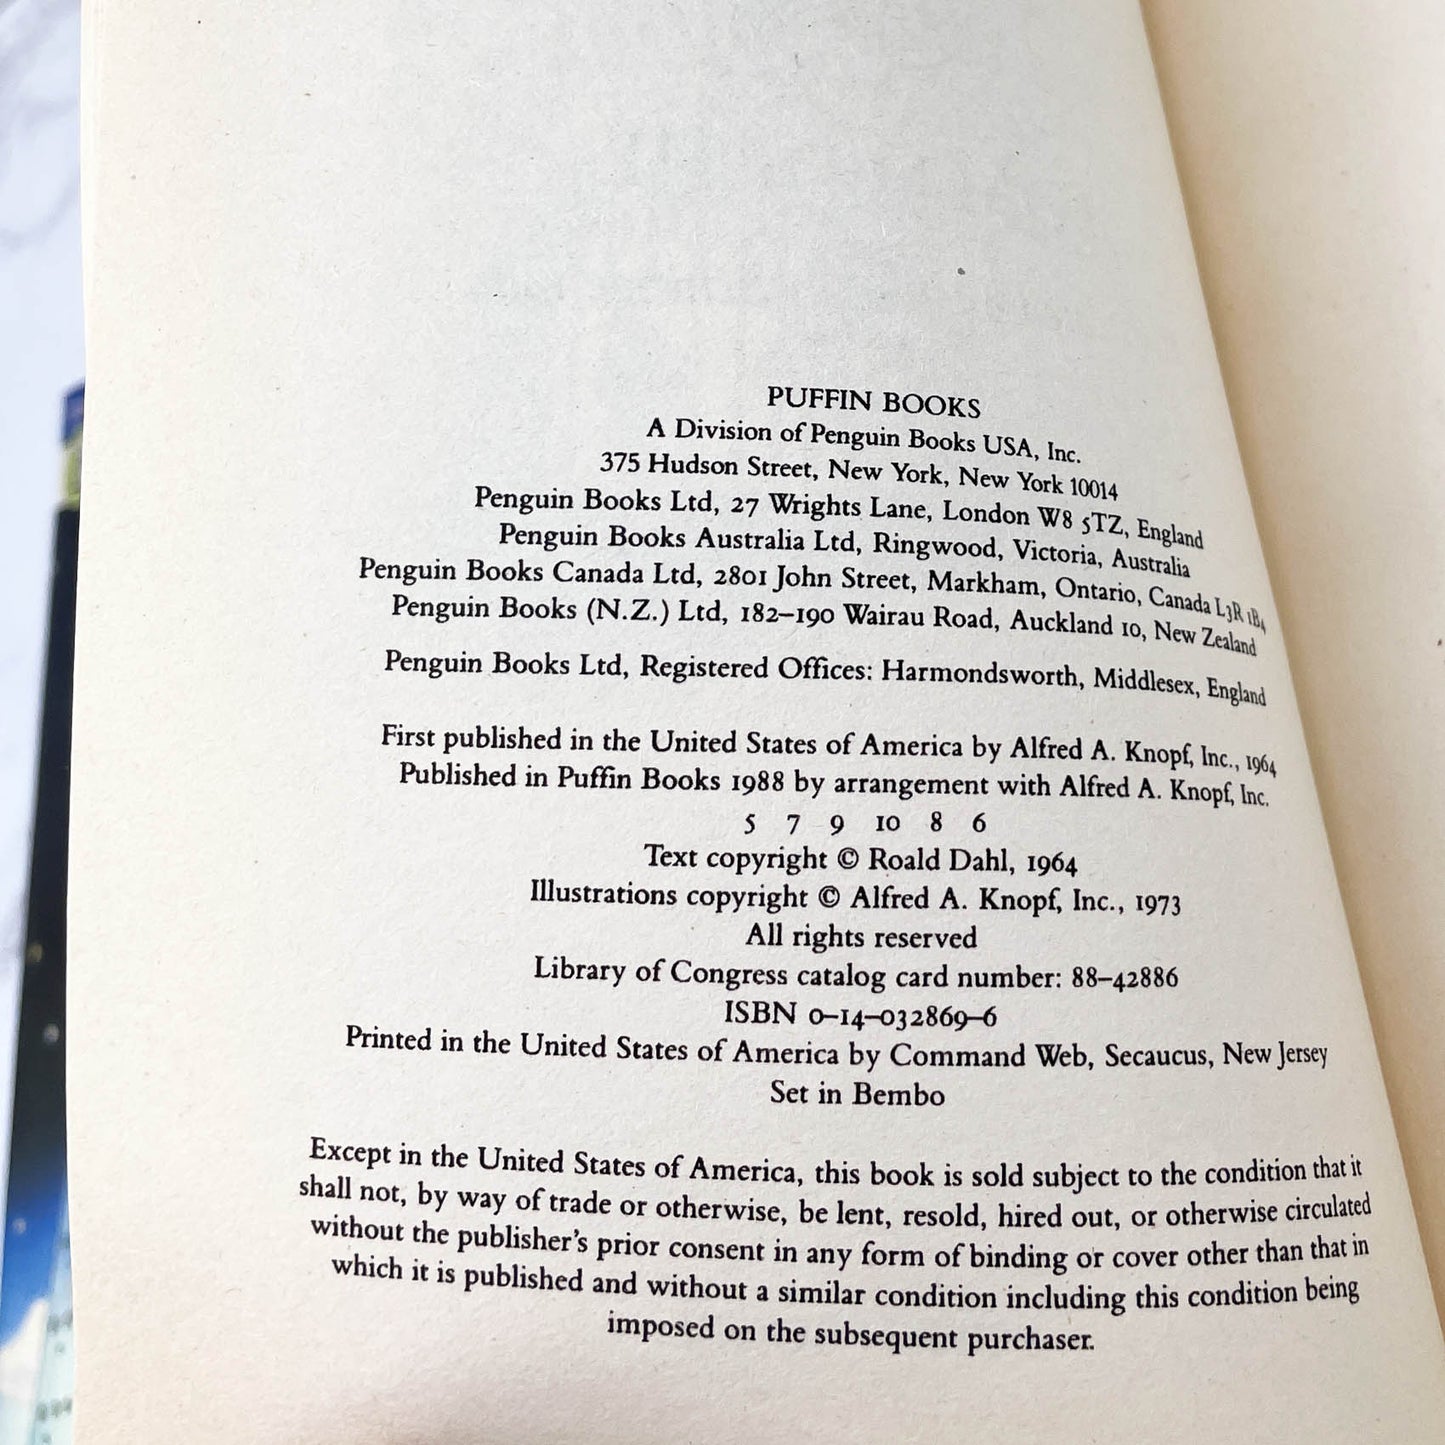 PUFFIN BOOKS
A Division of Penguin Books USA, Inc.
375 Hudson Street, New York, New York 10014
Penguin Books Ltd, 27 Wrights Lane, London W8 5TZ, England
Penguin Books Australia Ltd, Ringwood, Victoria, Australia
Penguin Books Canada Ltd, 2801 John Street, Markham, Ontario, Canada L3R 1B4
Penguin Books (N.Z.) Ltd, 182–190 Wairau Road, Auckland 10, New Zealand
Penguin Books Ltd, Registered Offices: Harmondsworth, Middlesex, England
First published in the United States of America by Alfred A. Knopf, Inc., 1964
Published in Puffin Books 1988 by arrangement with Alfred A. Knopf, Inc.
5 7 9 10 8 6
Text copyright © Roald Dahl, 1964
Illustrations copyright © Alfred A. Knopf, Inc., 1973
All rights reserved
Library of Congress catalog card number: 88–42886
ISBN 0–14–032869–6
Printed in the United States of America by Command Web, Secaucus, New Jersey
Set in Bembo
Except in the United States of America, this book is sold subject to the condition that it
shall not, by way of trade or otherwise, be lent, resold, hired out, or otherwise circulated
without the publisher's prior consent in any form of binding or cover other than that in
which it is published and without a similar condition including this condition being
imposed on the subsequent purchaser.